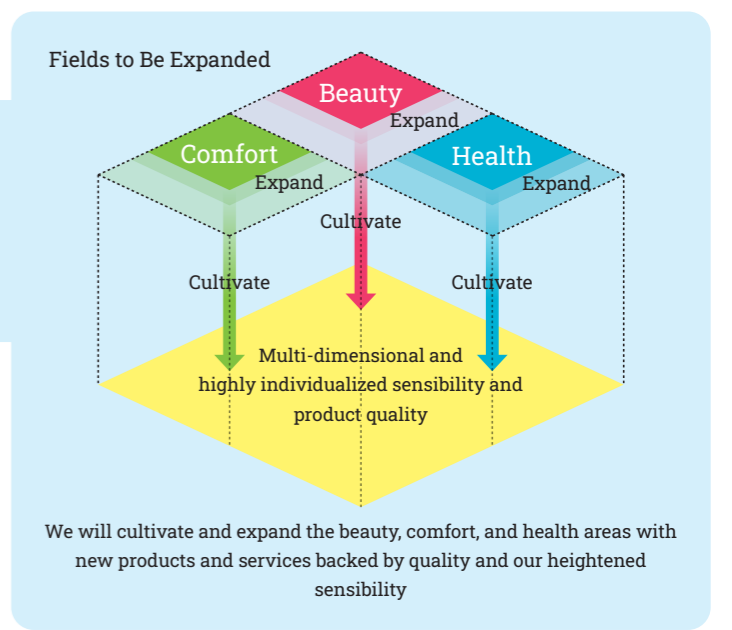 Fields to Be Expanded
Beauty
Expand
Comfort
Expand
Health
Expand
Cultivate
Cultivate
Cultivate
Multi-dimensional and
highly individualized sensibility and
product quality
We will cultivate and expand the beauty, comfort, and health areas with
new products and services backed by quality and our heightened
sensibility